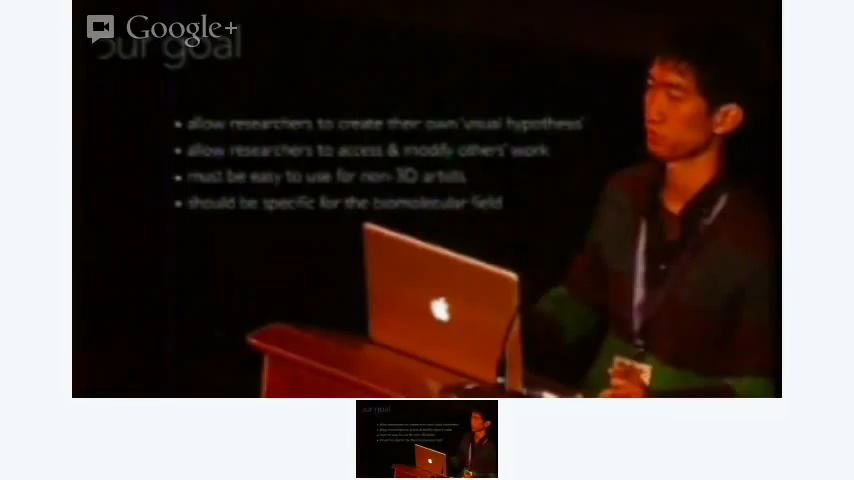 Google+
our goal
• allow researchers to create their own 'visual hypothesis'
• allow researchers to access & modify others' work
• must be easy to use for non-3D artists
• should be specific for the biomolecular field